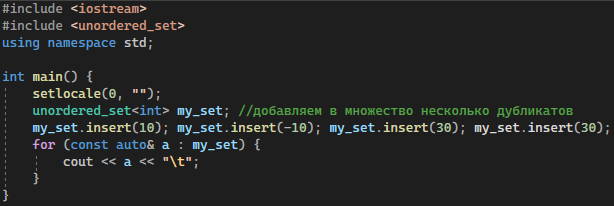 #include <iostream>
#include <unordered_set>
using namespace std;
int main() {
setlocale(0, "");
unordered_set<int> my_set; //добавляем в множество несколько дубликатов
my_set.insert(10); my_set.insert(-10); my_set.insert(30); my_set.insert(30);
for (const auto& a : my_set) {
cout << a << "\t";
}
}